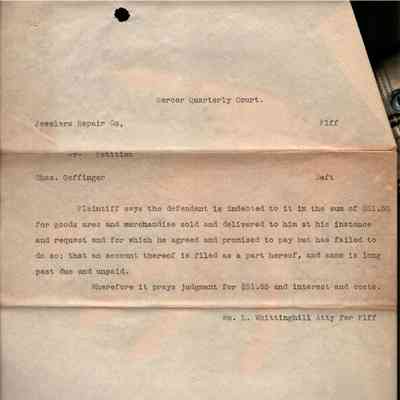 Mercer Quarterly Court.
Jewelers Repair Co, Plff
-v- Petition
Chas. Goffinger Deft
Plaintiff says the defendant is indebted to it in the sum of $51.55
for goods ares and merchandise sold and delivered to him at his instance
and request and for which he agreed and promised to pay but has failed to
do so; that an account thereof is filed as a part hereof, and same is long
past due and unpaid.
Wherefore it prays judgment for $51.55 and interest and costs.
Wm. L. Whittinghill Atty for Plff